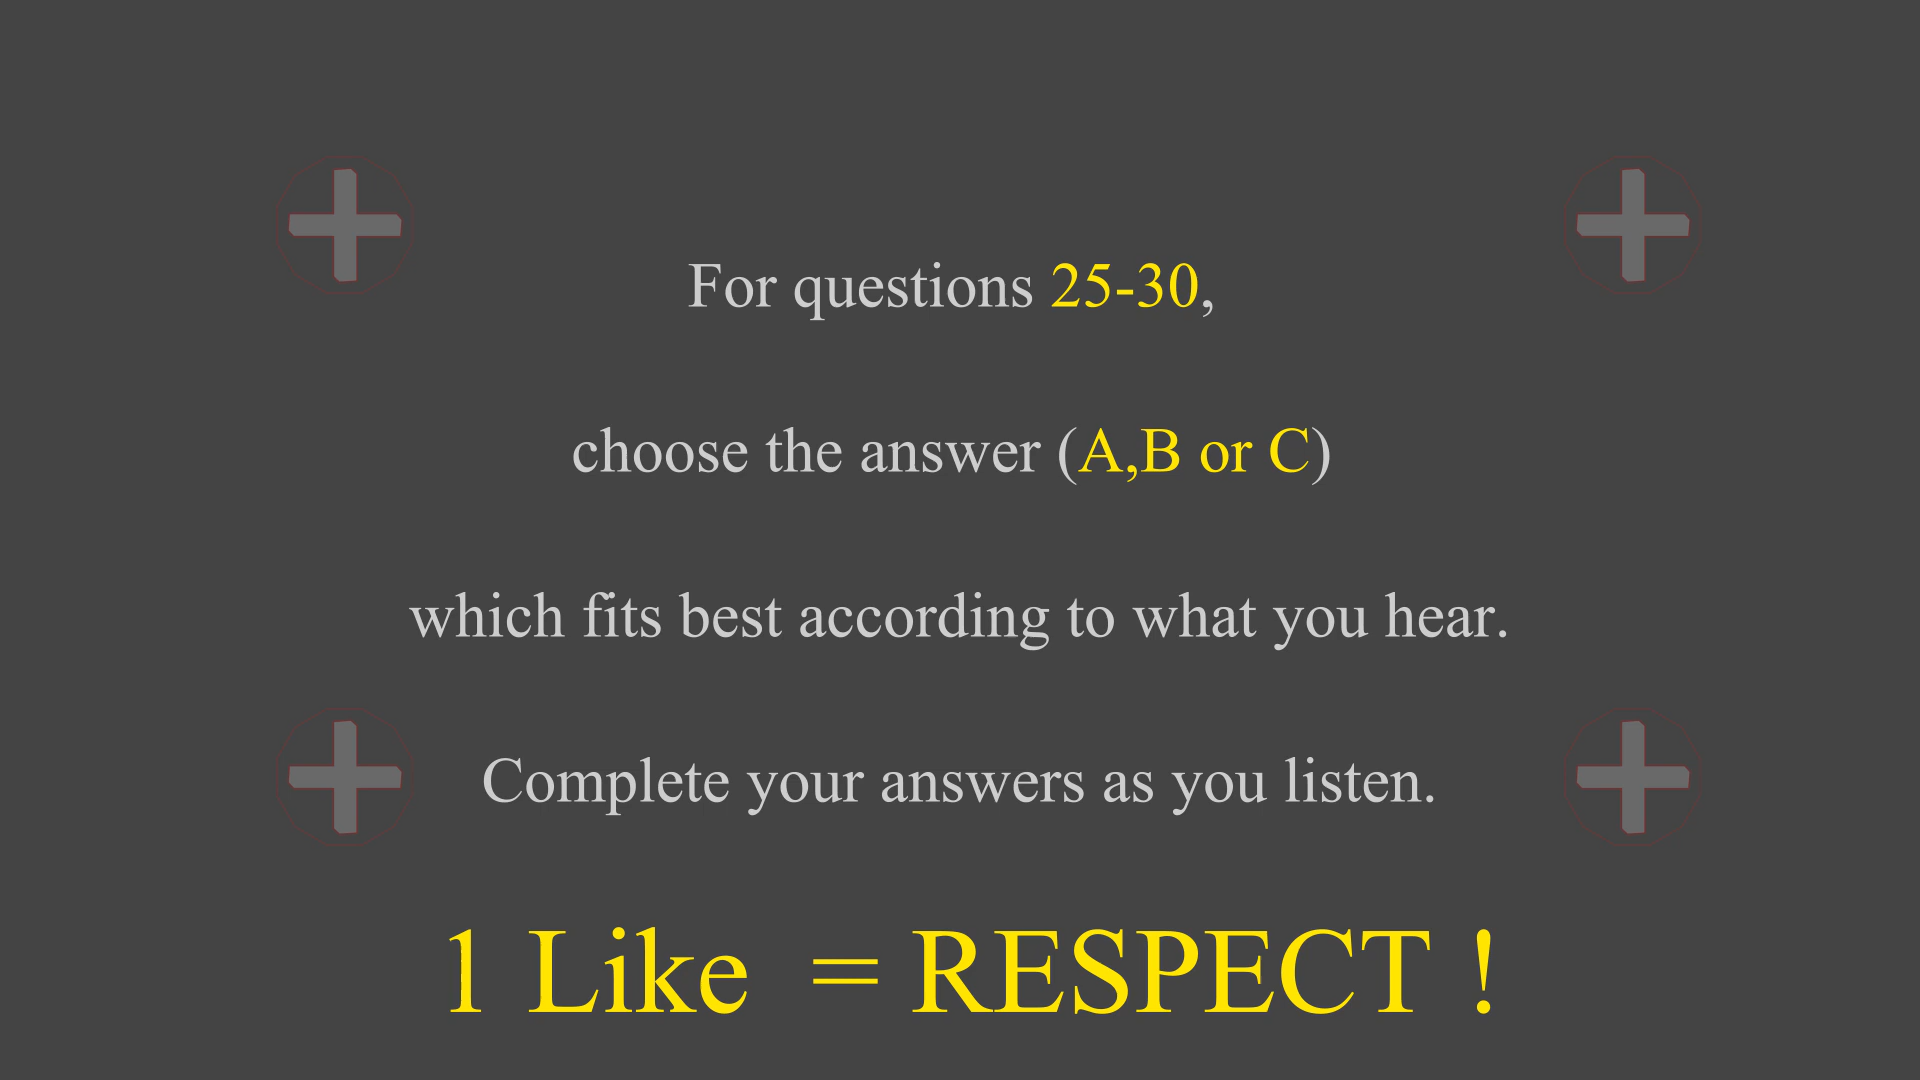 For questions 25-30,
choose the answer (A,B or C)
which fits best according to what you hear.
Complete your answers as you listen.
1 Like = RESPECT !